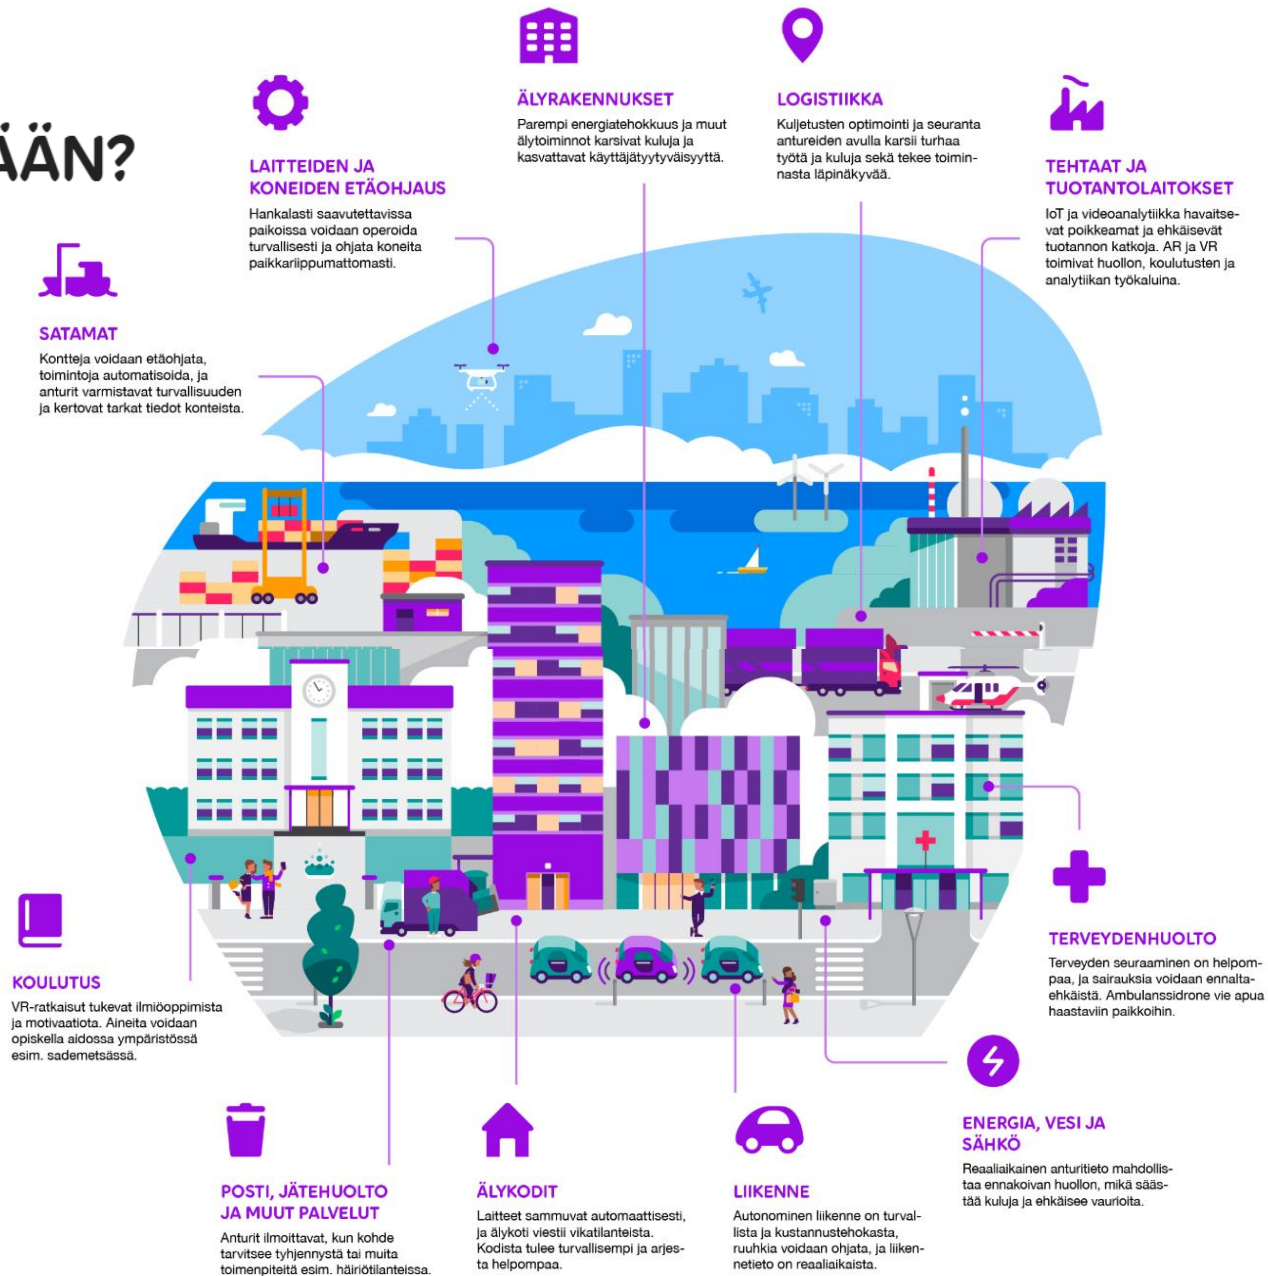 ÄÄN?
ÄLYRAKENNUKSET
Parempi energiatehokkuus ja muut
älytoiminnot karsivat kuluja ja
kasvattavat käyttäjätyytyväisyyttä.
LOGISTIIKKA
Kuljetusten optimointi ja seuranta
antureiden avulla karsii turhaa
työtä ja kuluja sekä tekee toimin-
nasta läpinäkyvää.
LAITTEIDEN JA
KONEIDEN ETÄOHJAUS
Hankalasti saavutettavissa
paikoissa voidaan operoida
turvallisesti ja ohjata koneita
paikkariippumattomasti.
TEHTAAT JA
TUOTANTOLAITOKSET
IoT ja videoanalytiikka havaitse-
vat poikkeamat ja ehkäisevät
tuotannon katkoja. AR ja VR
toimivat huollon, koulutusten ja
analytiikan työkaluina.
SATAMAT
Kontteja voidaan etäohjata,
toimintoja automatisoida, ja
anturit varmistavat turvallisuuden
ja kertovat tarkat tiedot konteista.
KOULUTUS
VR-ratkaisut tukevat ilmiöoppimista
ja motivaatiota. Aineita voidaan
opiskella aidossa ympäristössä
esim. sademetsässä.
TERVEYDENHUOLTO
Terveyden seuraaminen on helpom-
paa, ja sairauksia voidaan ennalta-
ehkäistä. Ambulanssidrone vie apua
haastaviin paikkoihin.
POSTI, JÄTEHUOLTO
JA MUUT PALVELUT
Anturit ilmoittavat, kun kohde
tarvitsee tyhjennystä tai muita
toimenpiteitä esim. häiriötilanteissa.
ÄLYKODIT
Laitteet sammuvat automaattisesti,
ja älykoti viestii vikatilanteista.
Kodista tulee turvallisempi ja arjes-
ta helpompaa.
LIIKENNE
Autonominen liikenne on turval-
lista ja kustannustehokasta,
ruuhkia voidaan ohjata, ja liiken-
netieto on reaaliaikaista.
ENERGIA, VESI JA
SÄHKÖ
Reaaliaikainen anturitieto mahdollis-
taa ennakoivan huollon, mikä sääs-
tää kuluja ja ehkäisee vaurioita.